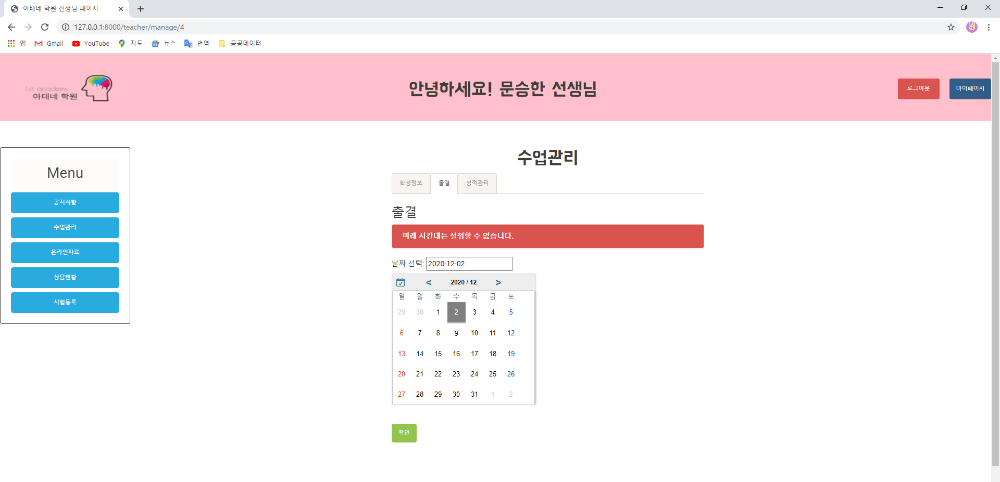 아테네 학원 선생님 페이지
127.0.0.1:8000/teacher/manage/4
앱 Gmail YouTube 지도 뉴스 번역 공공데이터
1st. academy
아테네 학원
안녕하세요! 문승한 선생님
로그아웃 마이페이지
Menu
공지사항
수업관리
온라인자료
상담현황
시험등록
수업관리
학생정보 출결 성적관리
출결
미래 시간대는 설정할 수 없습니다.
날짜 선택: 2020-12-02
< 2020 / 12 >
일 월 화 수 목 금 토
29 30 1 2 3 4 5
6 7 8 9 10 11 12
13 14 15 16 17 18 19
20 21 22 23 24 25 26
27 28 29 30 31 1 2
확인